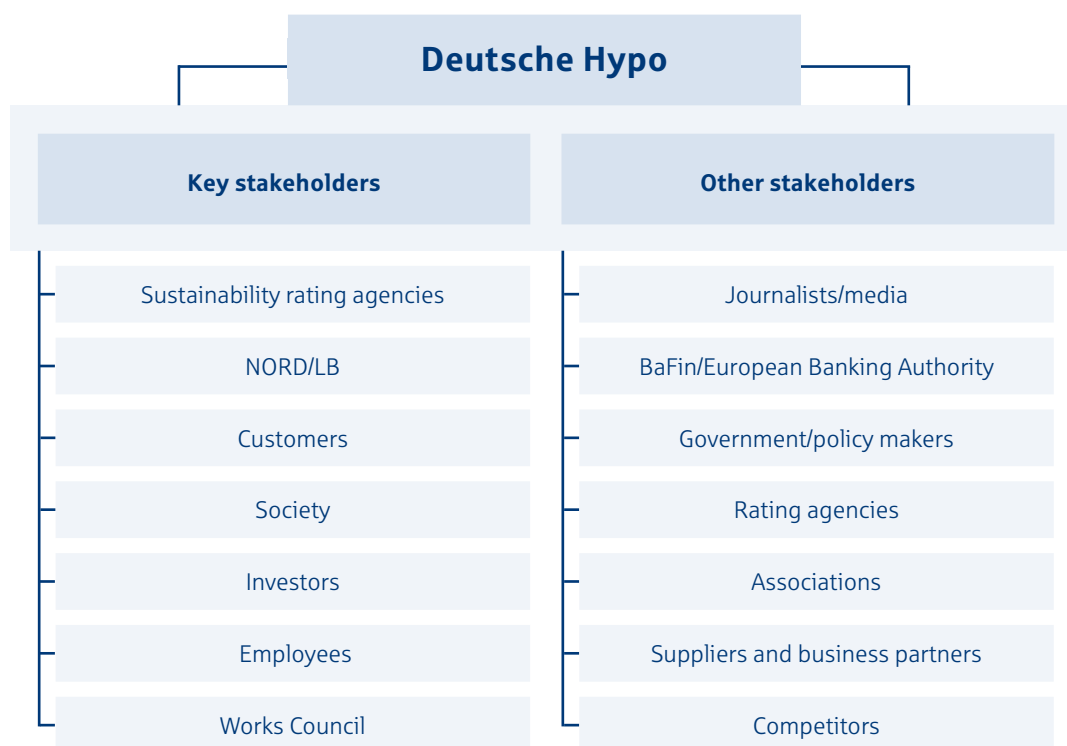 Deutsche Hypo
Key stakeholders
Sustainability rating agencies
NORD/LB
Customers
Society
Investors
Employees
Works Council
Other stakeholders
Journalists/media
BaFin/European Banking Authority
Government/policy makers
Rating agencies
Associations
Suppliers and business partners
Competitors